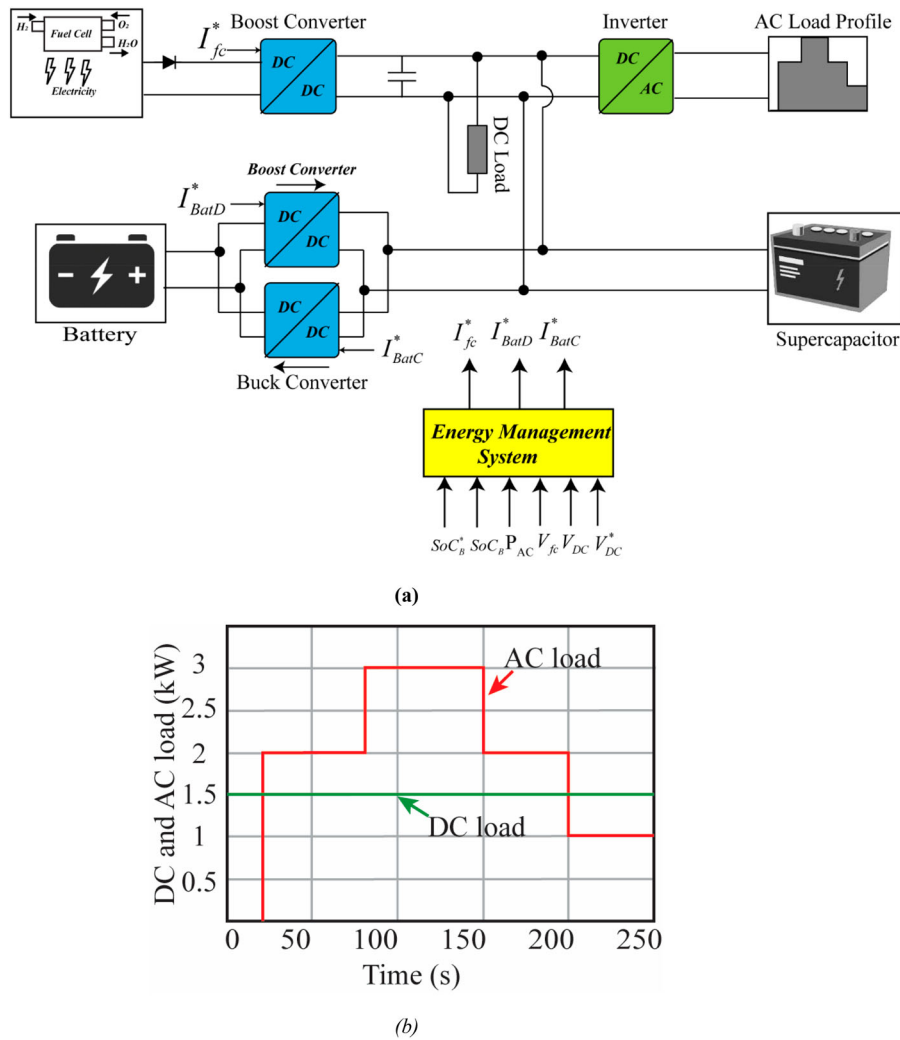 Boost Converter
Inverter
AC Load Profile
H₂
O₂
Fuel Cell
H₂O
Electricity
I*fc
DC
DC
DC
AC
DC Load
Boost Converter
I*BatD
DC
DC
DC
DC
- +
Battery
I*BatC
Buck Converter
Supercapacitor
I*fc I*BatD I*BatC
Energy Management
System
SoC*B SoCB PAC Vfc VDC V*DC
(a)
DC and AC load (kW)
3
2.5
2
1.5
1
0.5
AC load
DC load
0 50 100 150 200 250
Time (s)
(b)